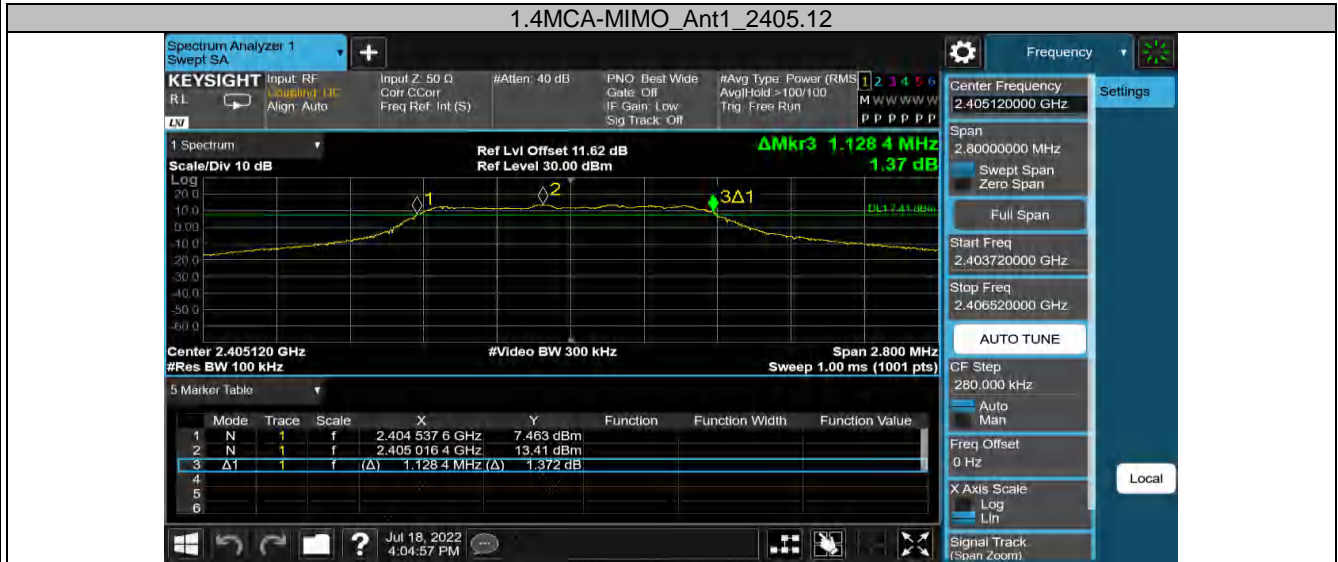 1.4MCA-MIMO_Ant1_2405.12
Spectrum Analyzer 1
Swept SA
Frequency
KEYSIGHT
RL
LXI
Input: RF
Coupling: DC
Align: Auto
Input Z: 50 Ω
Corr CCorr
Freq Ref: Int (S)
#Atten: 40 dB
PNO: Best Wide
Gate: Off
IF Gain: Low
Sig Track: Off
#Avg Type: Power (RMS
Avg|Hold >100/100
Trig: Free Run
1 2 3 4 5 6
M W W W W W
P P P P P P
1 Spectrum
Scale/Div 10 dB
Ref Lvl Offset 11.62 dB
Ref Level 30.00 dBm
ΔMkr3 1.128 4 MHz
1.37 dB
Log
20.0
10.0
0.00
-10.0
-20.0
-30.0
-40.0
-50.0
-60.0
1
2
3Δ1
DL1 7.41 dBm
Center 2.405120 GHz
#Res BW 100 kHz
#Video BW 300 kHz
Span 2.800 MHz
Sweep 1.00 ms (1001 pts)
5 Marker Table
Mode Trace Scale X Y Function Function Width Function Value
1 N 1 f 2.404 537 6 GHz 7.463 dBm
2 N 1 f 2.405 016 4 GHz 13.41 dBm
3 Δ1 1 f (Δ) 1.128 4 MHz (Δ) 1.372 dB
4
5
6
Jul 18, 2022
4:04:57 PM
Center Frequency
2.405120000 GHz
Settings
Span
2.80000000 MHz
Swept Span
Zero Span
Full Span
Start Freq
2.403720000 GHz
Stop Freq
2.406520000 GHz
AUTO TUNE
CF Step
280.000 kHz
Auto
Man
Freq Offset
0 Hz
X Axis Scale
Log
Lin
Local
Signal Track
(Span Zoom)